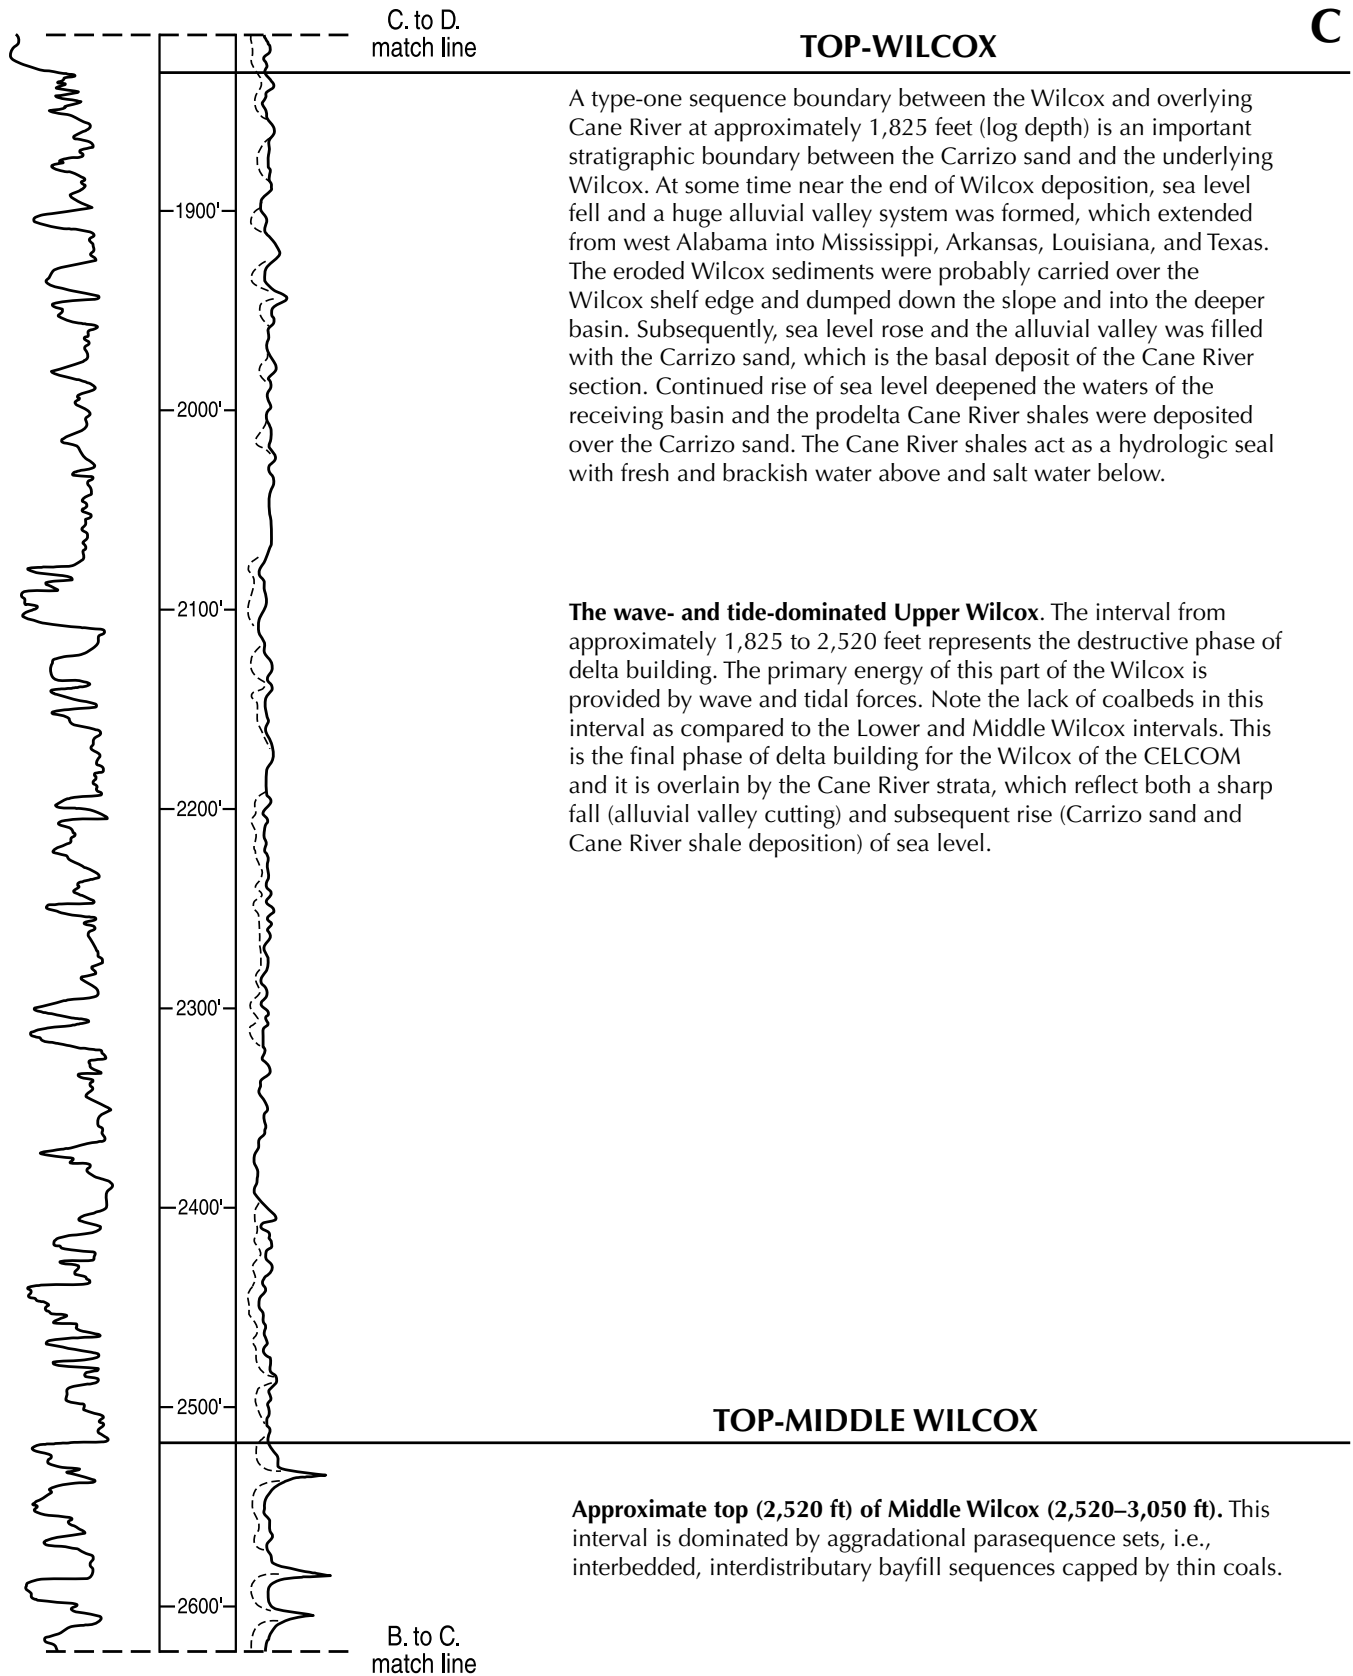 C. to D.
match line
C
TOP-WILCOX
A type-one sequence boundary between the Wilcox and overlying
Cane River at approximately 1,825 feet (log depth) is an important
stratigraphic boundary between the Carrizo sand and the underlying
Wilcox. At some time near the end of Wilcox deposition, sea level
fell and a huge alluvial valley system was formed, which extended
from west Alabama into Mississippi, Arkansas, Louisiana, and Texas.
The eroded Wilcox sediments were probably carried over the
Wilcox shelf edge and dumped down the slope and into the deeper
basin. Subsequently, sea level rose and the alluvial valley was filled
with the Carrizo sand, which is the basal deposit of the Cane River
section. Continued rise of sea level deepened the waters of the
receiving basin and the prodelta Cane River shales were deposited
over the Carrizo sand. The Cane River shales act as a hydrologic seal
with fresh and brackish water above and salt water below.
1900'
2000'
2100'
The wave- and tide-dominated Upper Wilcox. The interval from
approximately 1,825 to 2,520 feet represents the destructive phase of
delta building. The primary energy of this part of the Wilcox is
provided by wave and tidal forces. Note the lack of coalbeds in this
interval as compared to the Lower and Middle Wilcox intervals. This
is the final phase of delta building for the Wilcox of the CELCOM
and it is overlain by the Cane River strata, which reflect both a sharp
fall (alluvial valley cutting) and subsequent rise (Carrizo sand and
Cane River shale deposition) of sea level.
2200'
2300'
2400'
2500'
TOP-MIDDLE WILCOX
Approximate top (2,520 ft) of Middle Wilcox (2,520–3,050 ft). This
interval is dominated by aggradational parasequence sets, i.e.,
interbedded, interdistributary bayfill sequences capped by thin coals.
2600'
B. to C.
match line